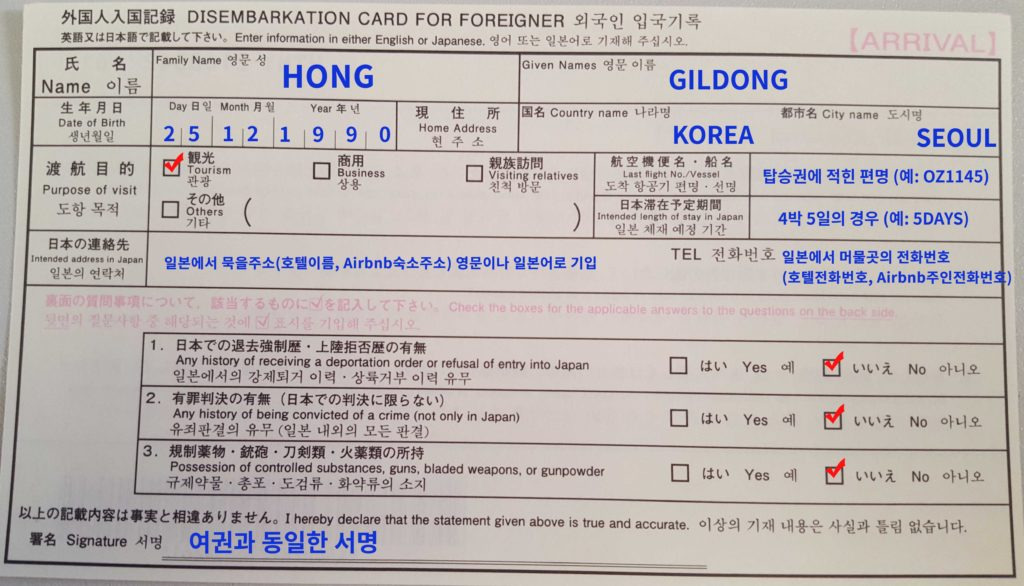 外国人入国記録 DISEMBARKATION CARD FOR FOREIGNER 외국인 입국기록
英語又は日本語で記載して下さい。Enter information in either English or Japanese. 영어 또는 일본어로 기재해 주십시오.
【ARRIVAL】
氏 名
Name 이름
Family Name 영문 성
HONG
Given Names 영문 이름
GILDONG
生年月日
Date of Birth
생년월일
Day 日 일 Month 月 월 Year 年 년
2 5 1 2 1 9 9 0
現 住 所
Home Address
현 주 소
国名 Country name 나라명
KOREA
都市名 City name 도시명
SEOUL
渡航目的
Purpose of visit
도항 목적
観光
Tourism
관광
商用
Business
상용
親族訪問
Visiting relatives
친척 방문
その他
Others
기타
( )
航空機便名・船名
Last flight No./Vessel
도착 항공기 편명・선명
탑승권에 적힌 편명 (예: OZ1145)
日本滞在予定期間
Intended length of stay in Japan
일본 체재 예정 기간
4박 5일의 경우 (예: 5DAYS)
日本の連絡先
Intended address in Japan
일본의 연락처
일본에서 묵을주소(호텔이름, Airbnb숙소주소) 영문이나 일본어로 기입
TEL 전화번호
일본에서 머물곳의 전화번호
(호텔전화번호, Airbnb주인전화번호)
裏面の質問事項について、該当するものに☑を記入して下さい。Check the boxes for the applicable answers to the questions on the back side.
뒷면의 질문사항 중 해당되는 것에 ☑ 표시를 기입해 주십시오.
1. 日本での退去強制歴・上陸拒否歴の有無
Any history of receiving a deportation order or refusal of entry into Japan
일본에서의 강제퇴거 이력・상륙거부 이력 유무
はい Yes 예 いいえ No 아니오
2. 有罪判決の有無（日本での判決に限らない）
Any history of being convicted of a crime (not only in Japan)
유죄판결의 유무 (일본 내외의 모든 판결)
はい Yes 예 いいえ No 아니오
3. 規制薬物・銃砲・刀剣類・火薬類の所持
Possession of controlled substances, guns, bladed weapons, or gunpowder
규제약물・총포・도검류・화약류의 소지
はい Yes 예 いいえ No 아니오
以上の記載内容は事実と相違ありません。I hereby declare that the statement given above is true and accurate. 이상의 기재 내용은 사실과 틀림 없습니다.
署名 Signature 서명
여권과 동일한 서명